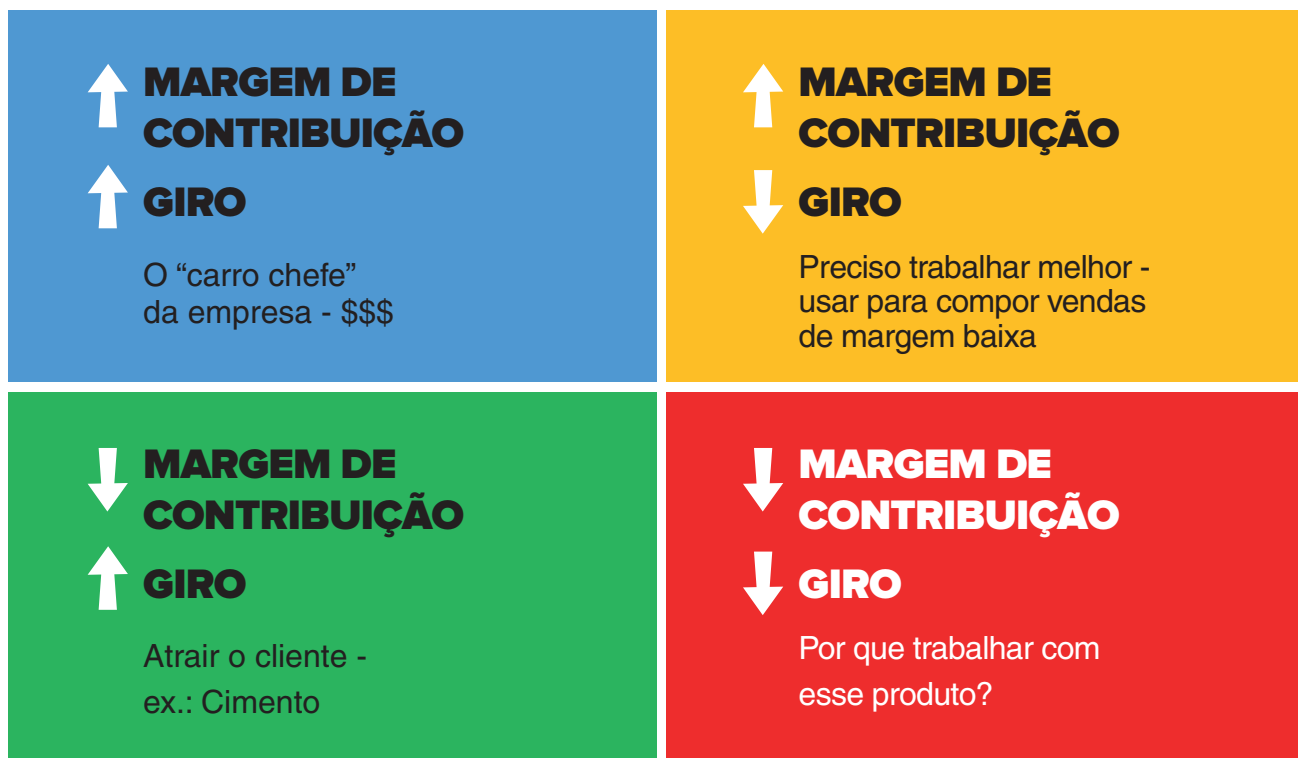 MARGEM DE
CONTRIBUIÇÃO
GIRO
O “carro chefe”
da empresa - $$$
MARGEM DE
CONTRIBUIÇÃO
GIRO
Preciso trabalhar melhor -
usar para compor vendas
de margem baixa
MARGEM DE
CONTRIBUIÇÃO
GIRO
Atrair o cliente -
ex.: Cimento
MARGEM DE
CONTRIBUIÇÃO
GIRO
Por que trabalhar com
esse produto?